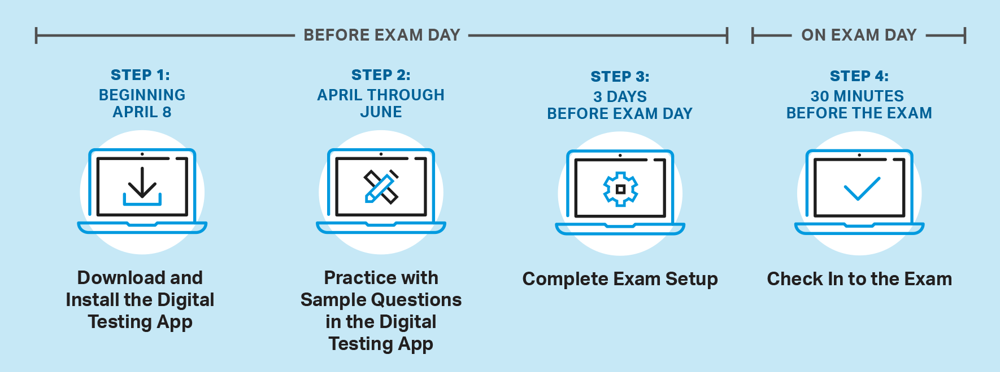 BEFORE EXAM DAY
ON EXAM DAY
STEP 1:
BEGINNING
APRIL 8
Download and
Install the Digital
Testing App
STEP 2:
APRIL THROUGH
JUNE
Practice with
Sample Questions
in the Digital
Testing App
STEP 3:
3 DAYS
BEFORE EXAM DAY
Complete Exam Setup
STEP 4:
30 MINUTES
BEFORE THE EXAM
Check In to the Exam